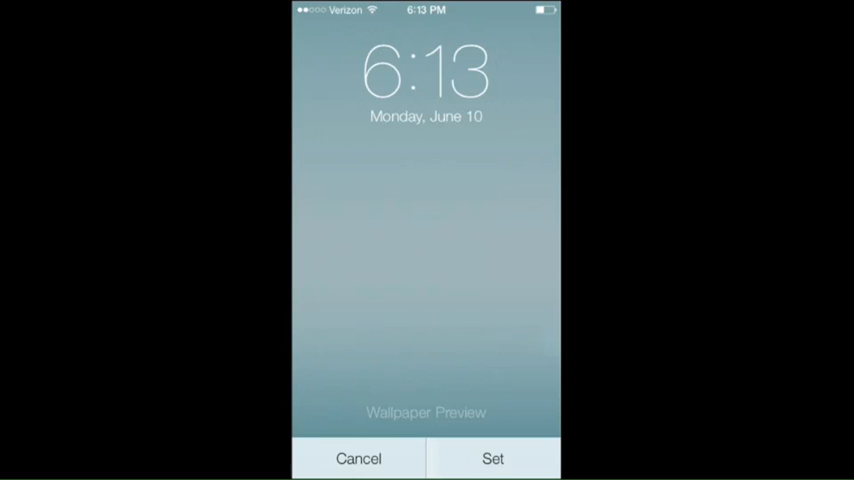 Verizon 6:13 PM
6:13
Monday, June 10
Wallpaper Preview
Cancel Set